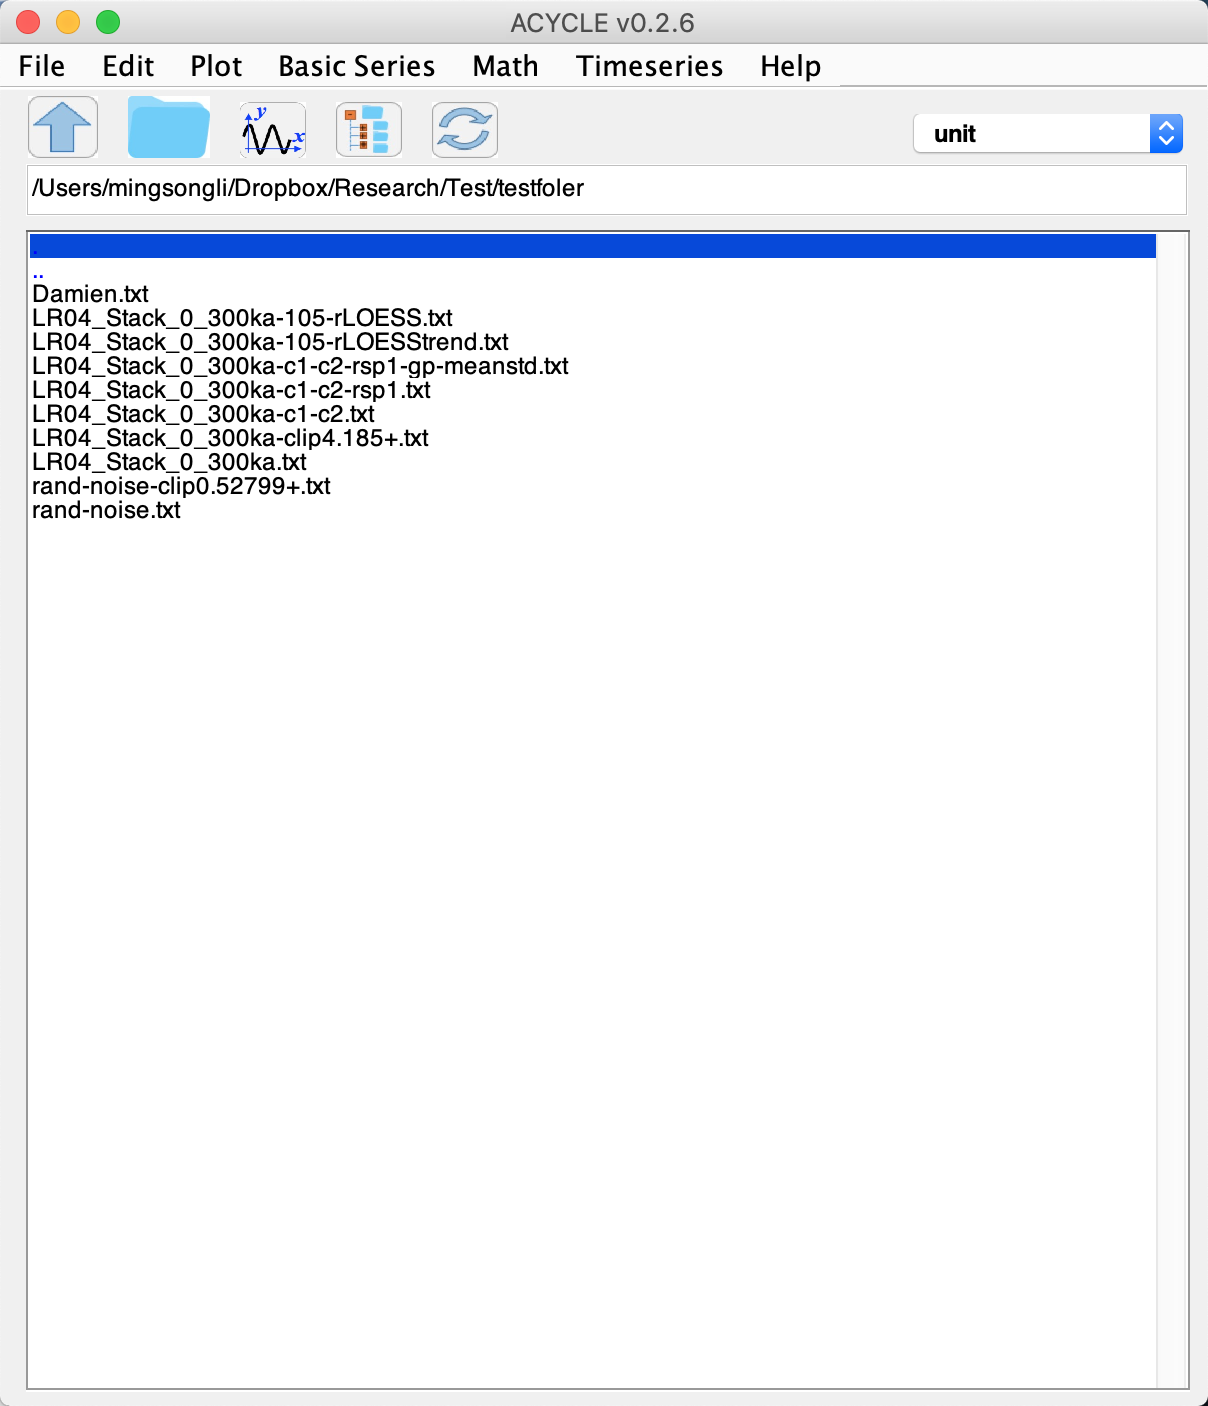 ACYCLE v0.2.6
File Edit Plot Basic Series Math Timeseries Help
y x
unit
/Users/mingsongli/Dropbox/Research/Test/testfoler
.
..
Damien.txt
LR04_Stack_0_300ka-105-rLOESS.txt
LR04_Stack_0_300ka-105-rLOESStrend.txt
LR04_Stack_0_300ka-c1-c2-rsp1-gp-meanstd.txt
LR04_Stack_0_300ka-c1-c2-rsp1.txt
LR04_Stack_0_300ka-c1-c2.txt
LR04_Stack_0_300ka-clip4.185+.txt
LR04_Stack_0_300ka.txt
rand-noise-clip0.52799+.txt
rand-noise.txt